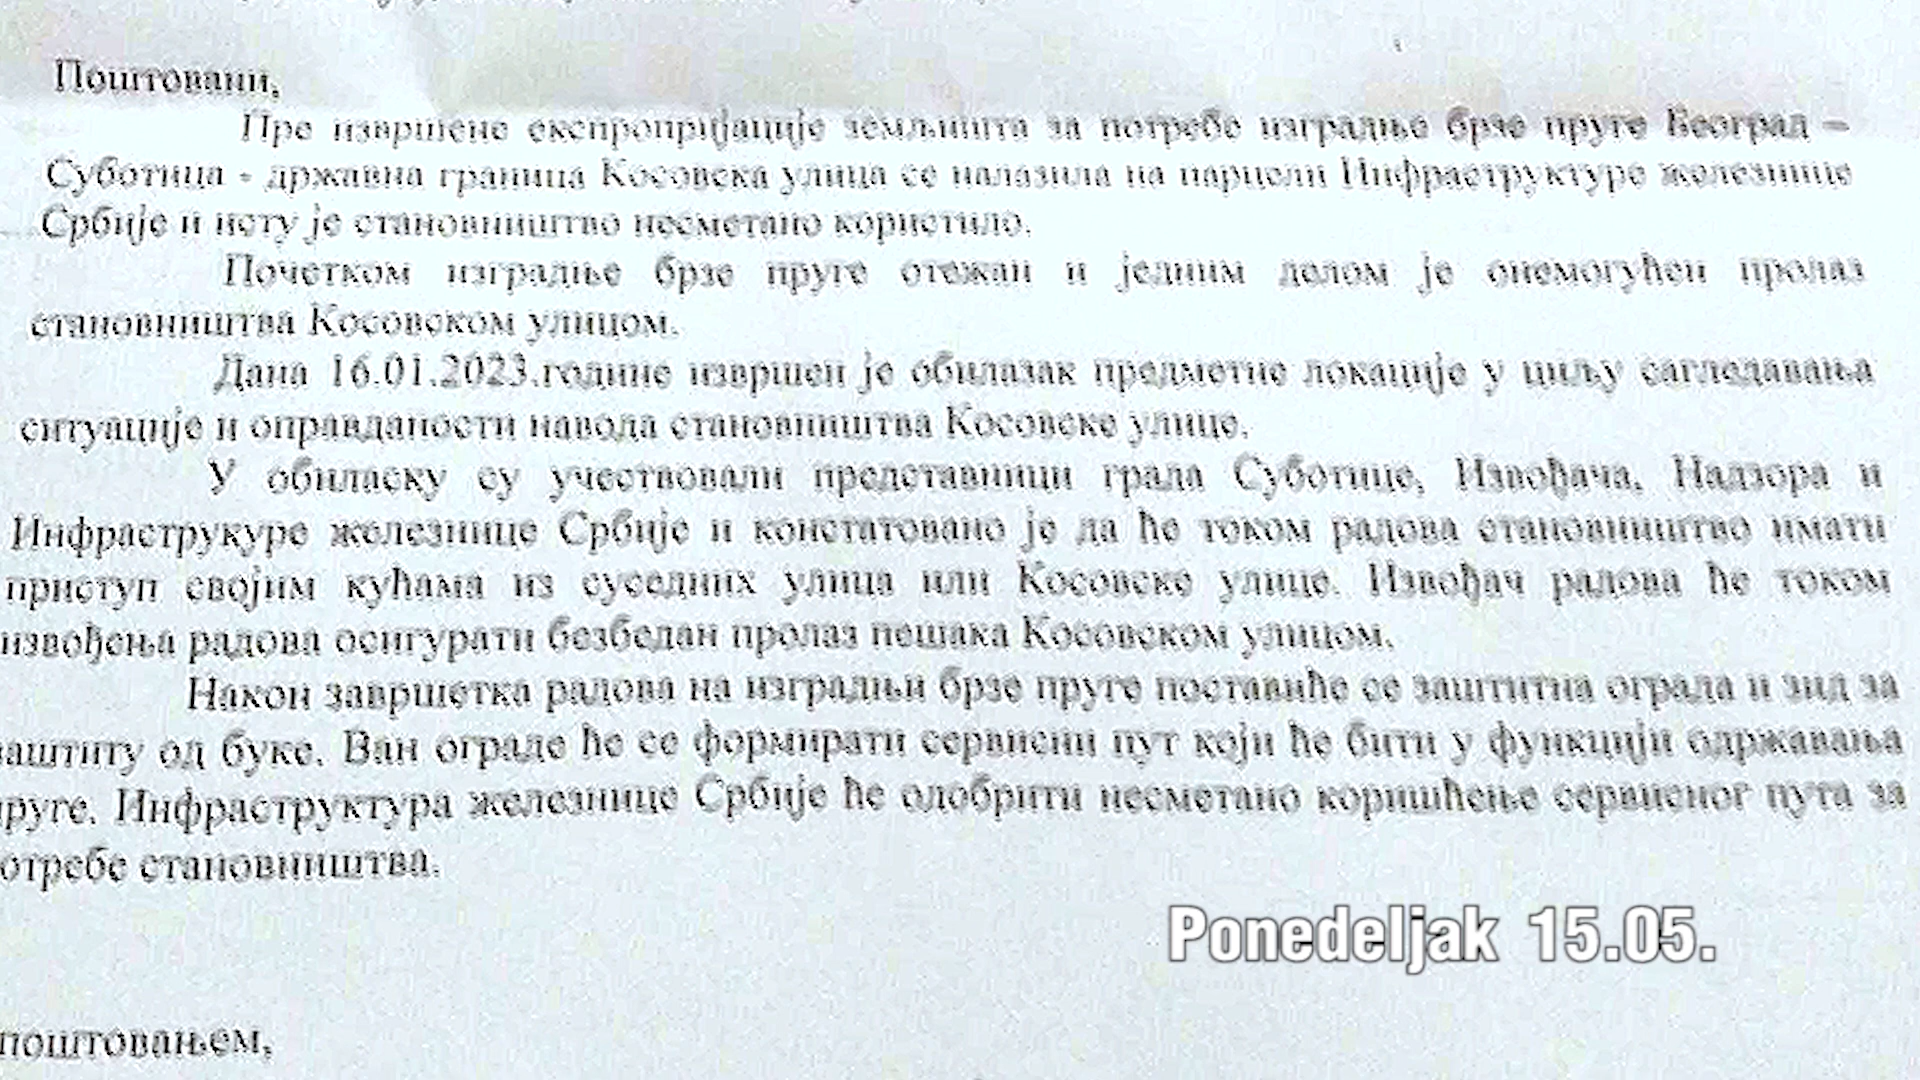 Поштовани,
Пре извршене експропријације земљишта за потребе изградње брзе пруге Београд –
Суботица - државна граница Косовска улица се налазила на парцели Инфраструктуре железнице
Србије и исту је становништво несметано користило.
Почетком изградње брзе пруге отежан и једним делом је онемогућен пролаз
становништва Косовском улицом.
Дана 16.01.2023.године извршен је обилазак предметне локације у циљу сагледавања
ситуације и оправданости навода становништва Косовске улице.
У обиласку су учествовали представници града Суботице, Извођача, Надзора и
Инфраструкуре железнице Србије и констатовано је да ће током радова становништво имати
приступ својим кућама из суседних улица или Косовске улице. Извођач радова ће током
извођења радова осигурати безбедан пролаз пешака Косовском улицом.
Након завршетка радова на изградњи брзе пруге поставиће се заштитна ограда и зид за
заштиту од буке. Ван ограде ће се формирати сервисни пут који ће бити у функцији одржавања
пруге. Инфраструктура железнице Србије ће одобрити несметано коришћење сервисног пута за
отребе становништва.
Ponedeljak 15.05.
поштовањем,